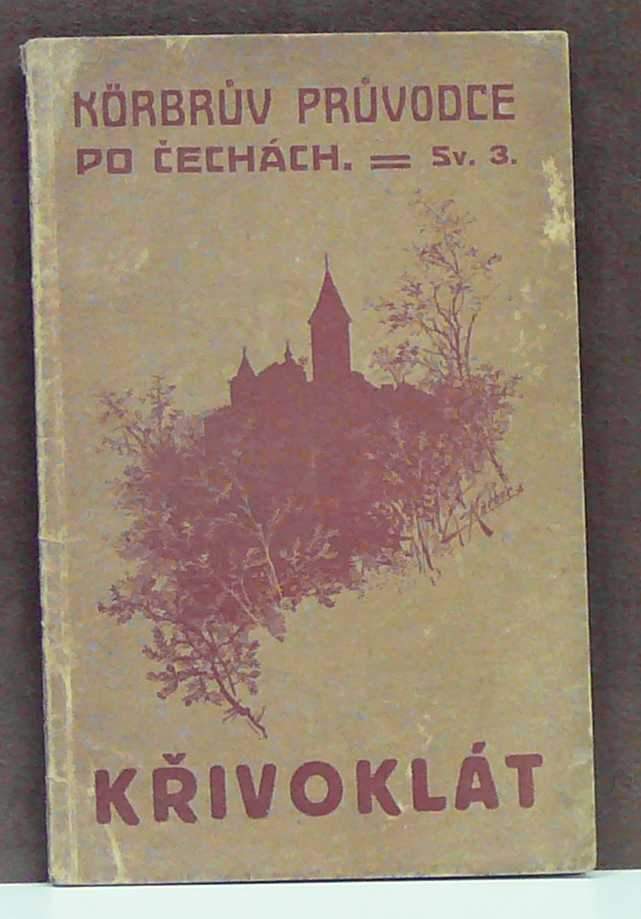 KÖRBRŮV PRŮVODCE
PO ČECHÁCH. = Sv. 3.
KŘIVOKLÁT